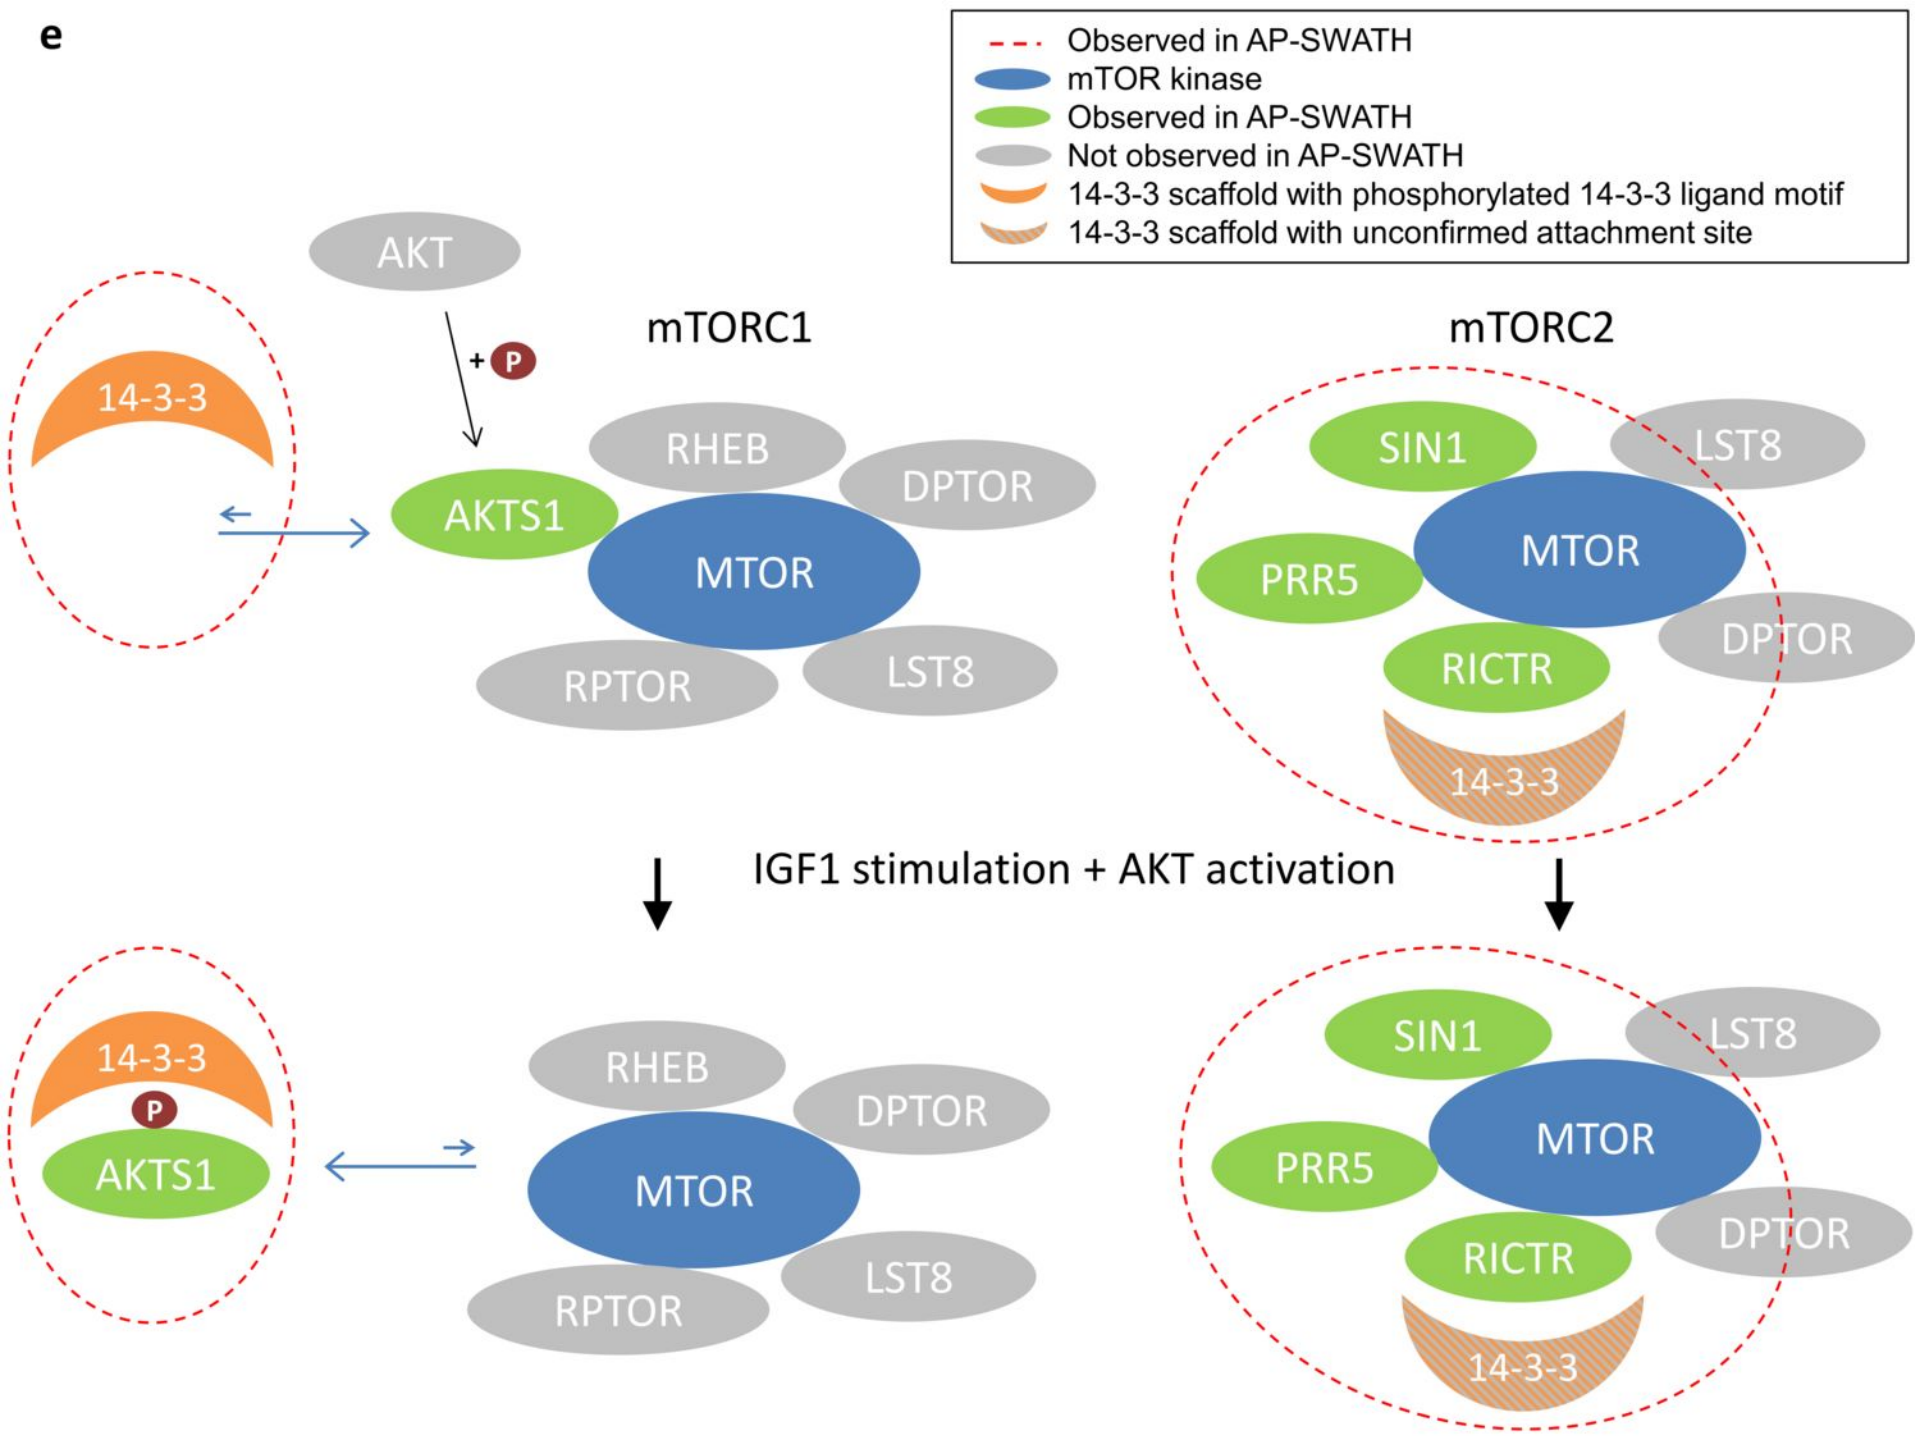 e
Observed in AP-SWATH
mTOR kinase
Observed in AP-SWATH
Not observed in AP-SWATH
14-3-3 scaffold with phosphorylated 14-3-3 ligand motif
14-3-3 scaffold with unconfirmed attachment site
AKT
+ P
14-3-3
mTORC1
RHEB
DPTOR
AKTS1
MTOR
RPTOR
LST8
mTORC2
SIN1
LST8
MTOR
PRR5
DPTOR
RICTR
14-3-3
IGF1 stimulation + AKT activation
14-3-3
P
AKTS1
RHEB
DPTOR
MTOR
LST8
RPTOR
SIN1
LST8
MTOR
PRR5
DPTOR
RICTR
14-3-3